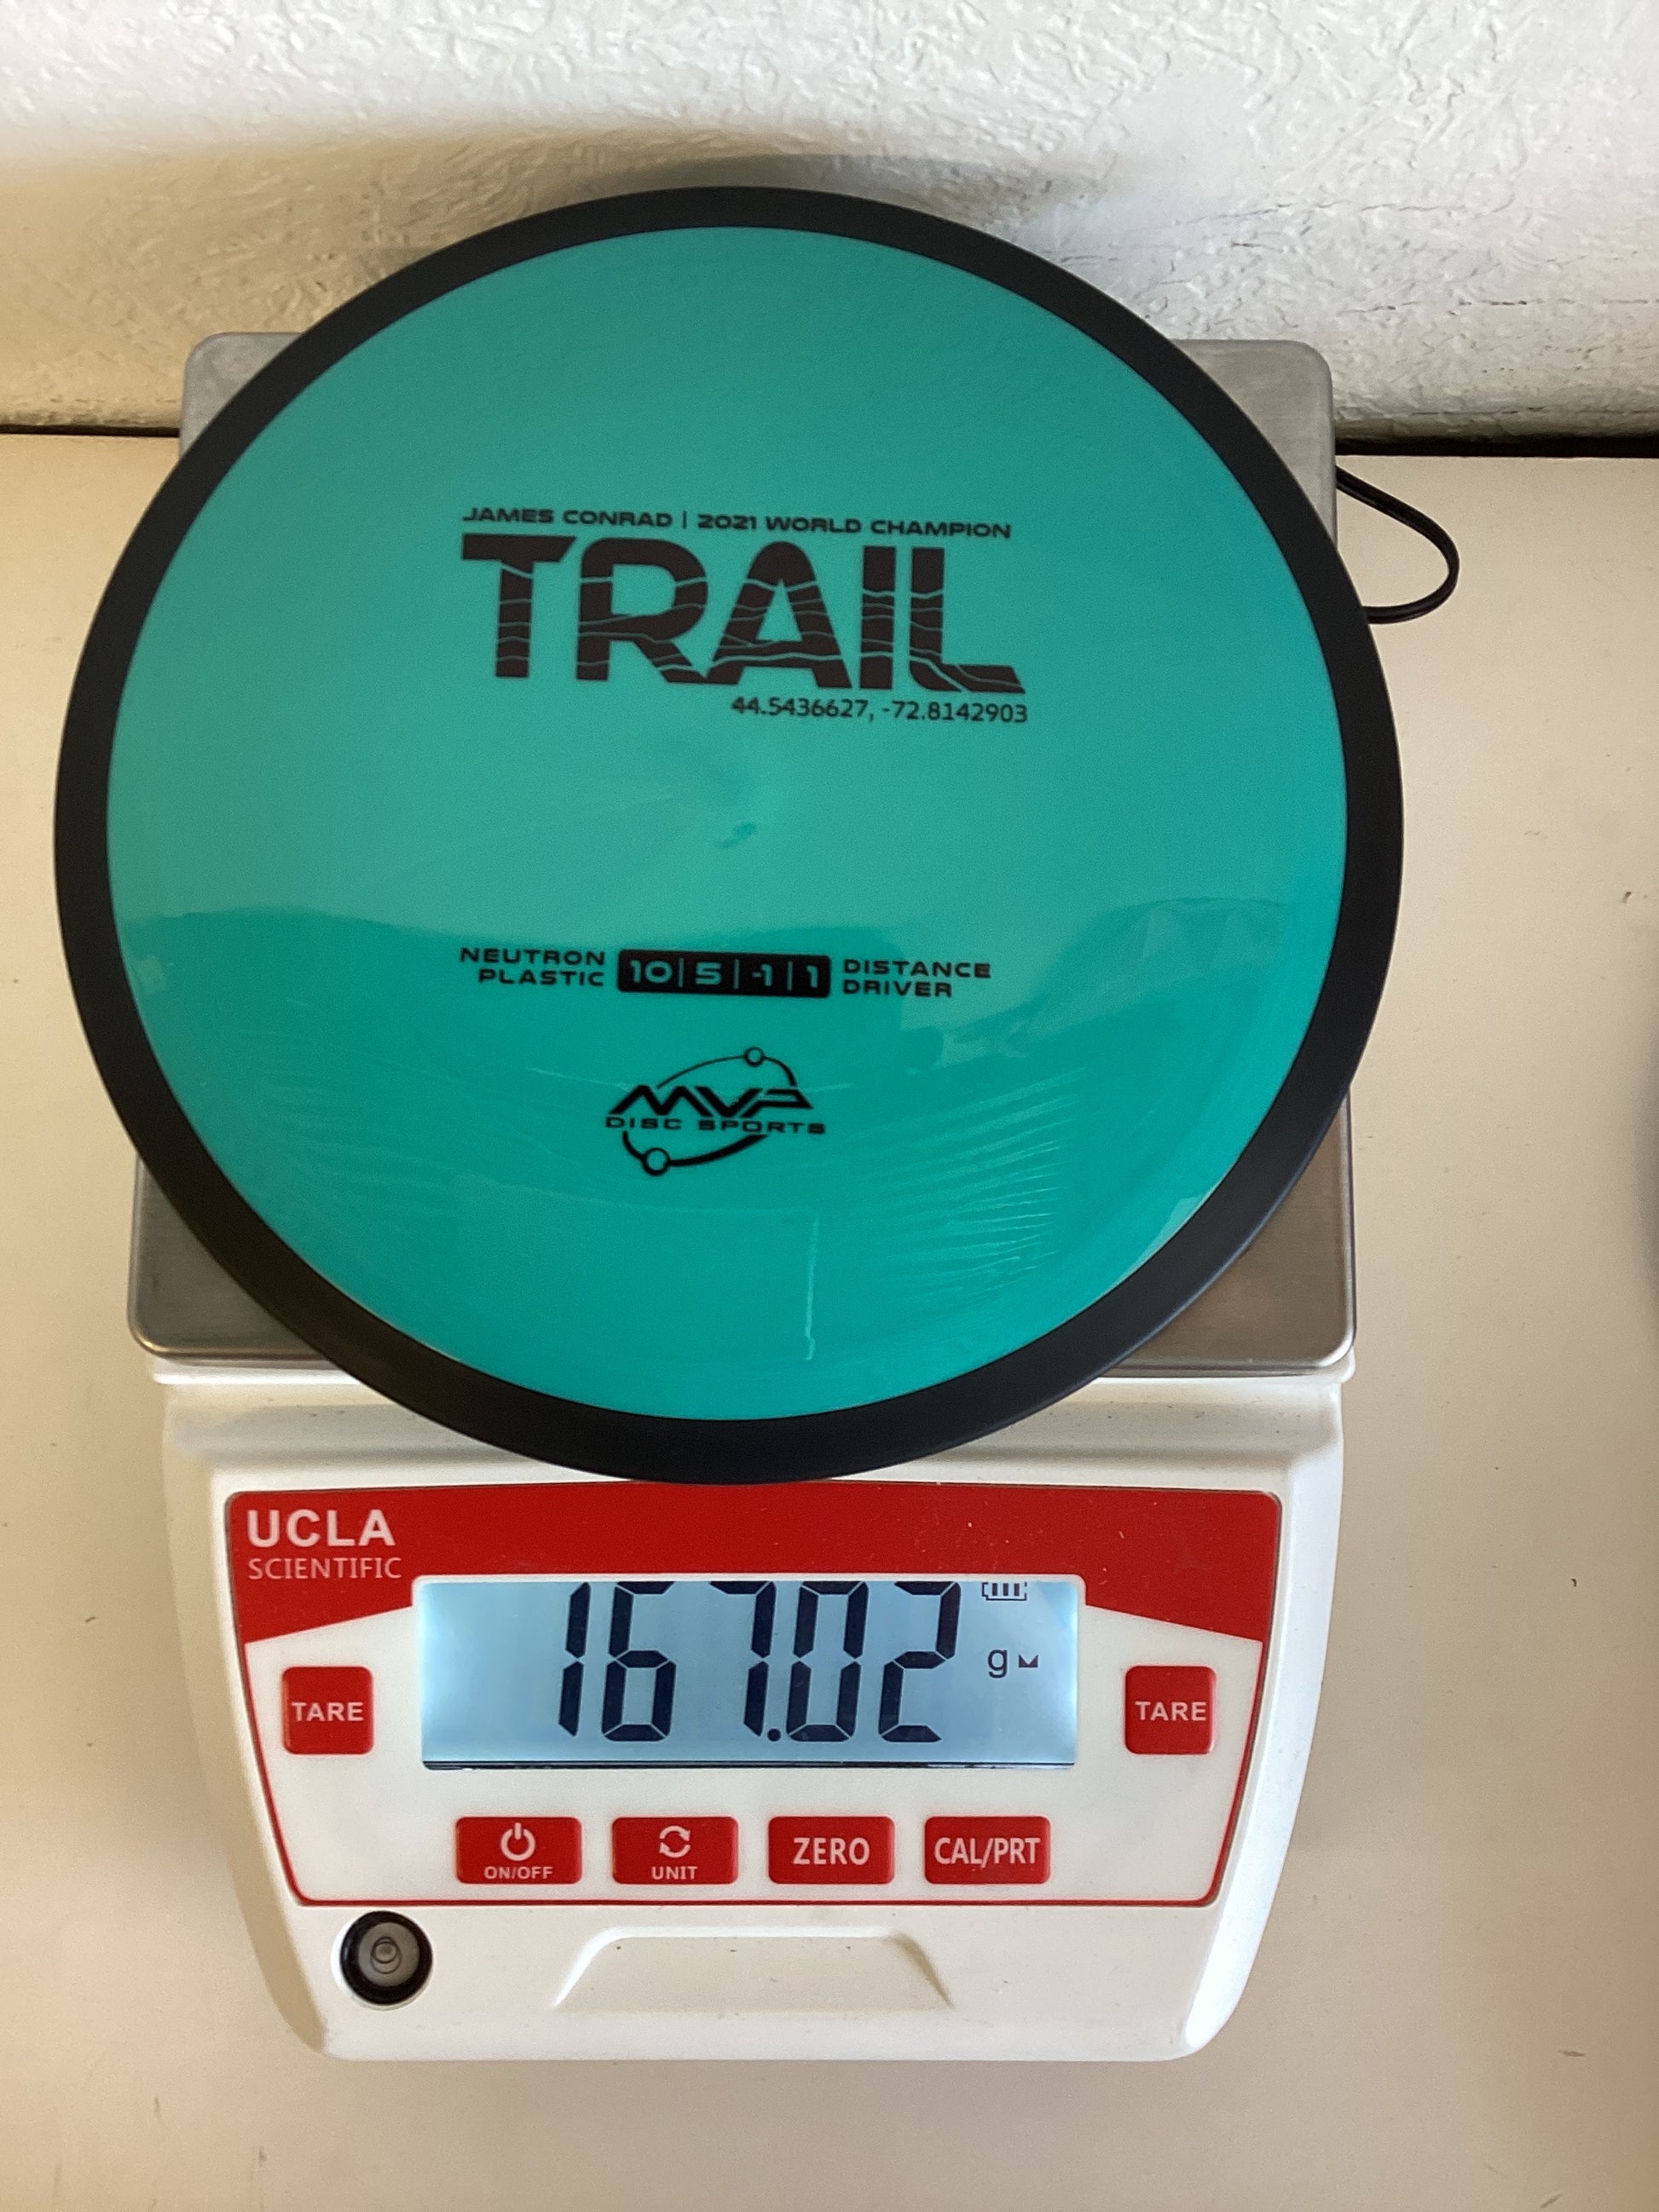 JAMES CONRAD | 2021 WORLD CHAMPION
TRAIL
44.5436627, -72.8142903
NEUTRON PLASTIC 10|5|-1|1 DISTANCE DRIVER
MVP
DISC SPORTS
UCLA
SCIENTIFIC
167.02 g
TARE
TARE
ON/OFF
UNIT
ZERO
CAL/PRT